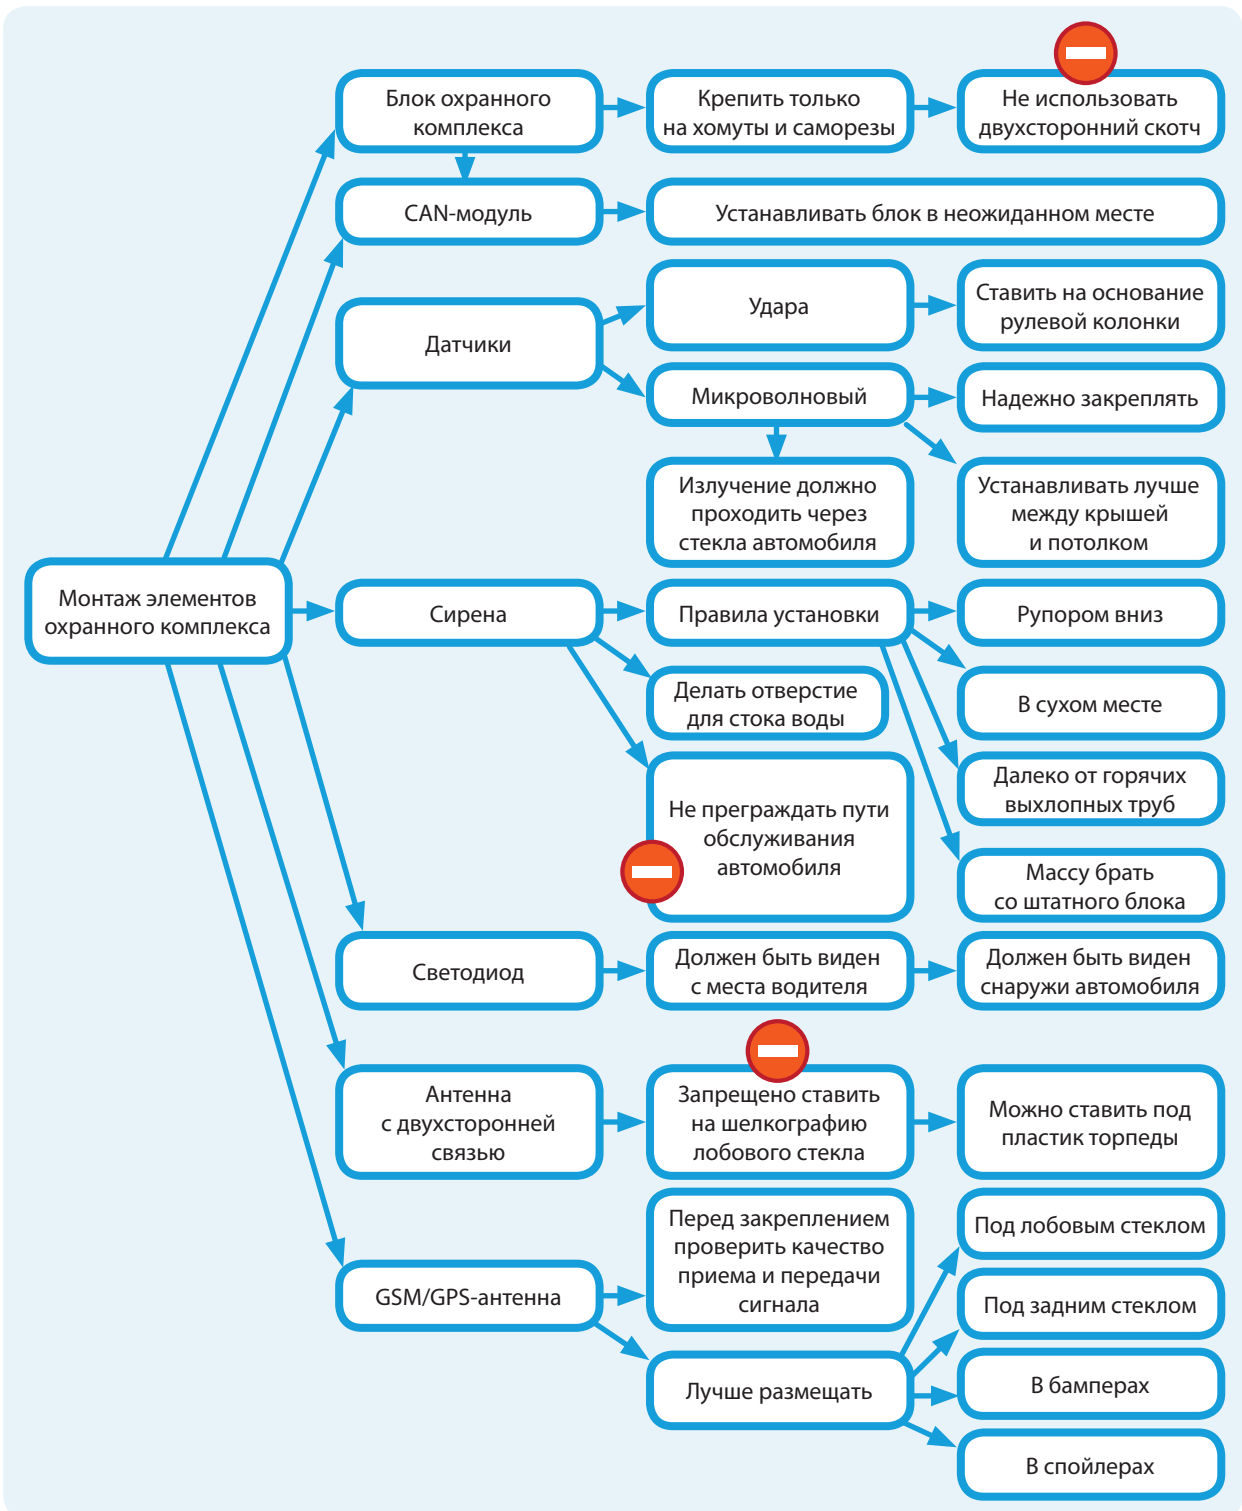 Блок охранного
комплекса
Крепить только
на хомуты и саморезы
Не использовать
двухсторонний скотч
CAN-модуль
Устанавливать блок в неожиданном месте
Датчики
Удара
Ставить на основание
рулевой колонки
Микроволновый
Надежно закреплять
Излучение должно
проходить через
стекла автомобиля
Устанавливать лучше
между крышей
и потолком
Монтаж элементов
охранного комплекса
Сирена
Правила установки
Рупором вниз
Делать отверстие
для стока воды
В сухом месте
Не преграждать пути
обслуживания
автомобиля
Далеко от горячих
выхлопных труб
Массу брать
со штатного блока
Светодиод
Должен быть виден
с места водителя
Должен быть виден
снаружи автомобиля
Антенна
с двухсторонней
связью
Запрещено ставить
на шелкографию
лобового стекла
Можно ставить под
пластик торпеды
GSM/GPS-антенна
Перед закреплением
проверить качество
приема и передачи
сигнала
Под лобовым стеклом
Под задним стеклом
Лучше размещать
В бамперах
В спойлерах